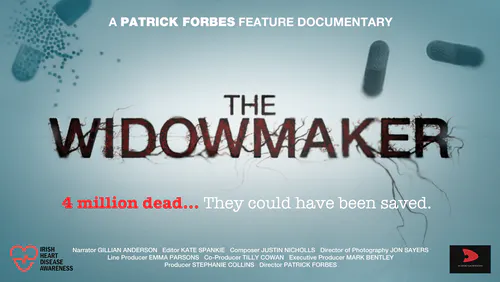 A PATRICK FORBES FEATURE DOCUMENTARY
THE
WIDOWMAKER
4 million dead... They could have been saved.
IRISH
HEART
DISEASE
AWARENESS
Narrator GILLIAN ANDERSON Editor KATE SPANKIE Composer JUSTIN NICHOLLS Director of Photography JON SAYERS
Line Producer EMMA PARSONS Co-Producer TILLY COWAN Executive Producer MARK BENTLEY
Producer STEPHANIE COLLINS Director PATRICK FORBES